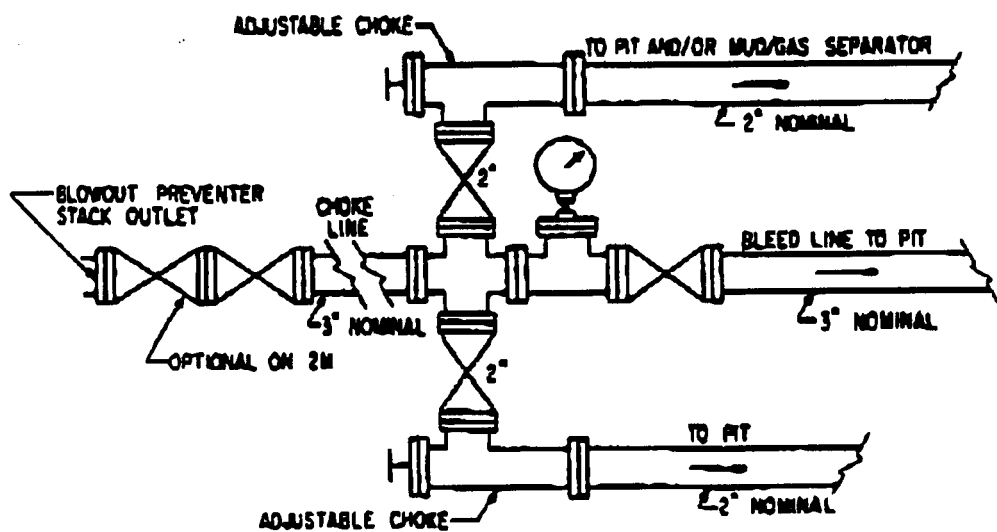 ADJUSTABLE CHOKE
TO PIT AND/OR MUD/GAS SEPARATOR
2" NOMINAL
2"
BLOWOUT PREVENTER
STACK OUTLET
CHOKE
LINE
BLEED LINE TO PIT
3" NOMINAL
3" NOMINAL
OPTIONAL ON 2M
2"
TO PIT
2" NOMINAL
ADJUSTABLE CHOKE